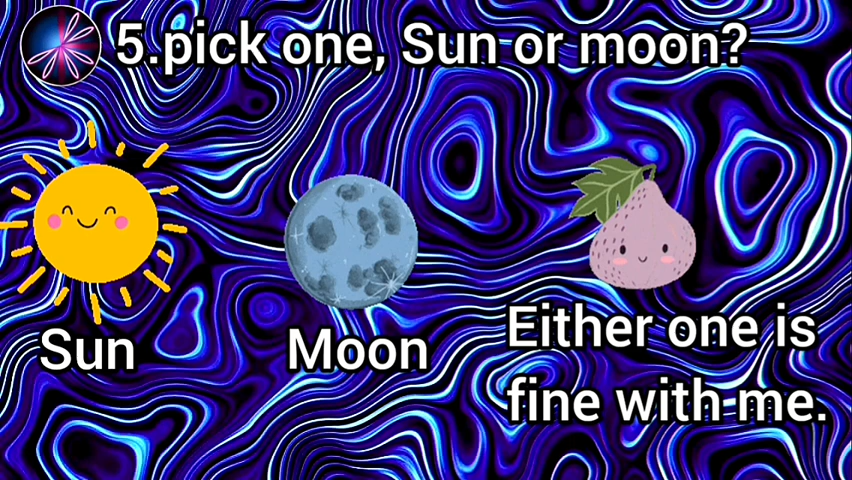 5.pick one, Sun or moon?
Sun
Moon
Either one is
fine with me.